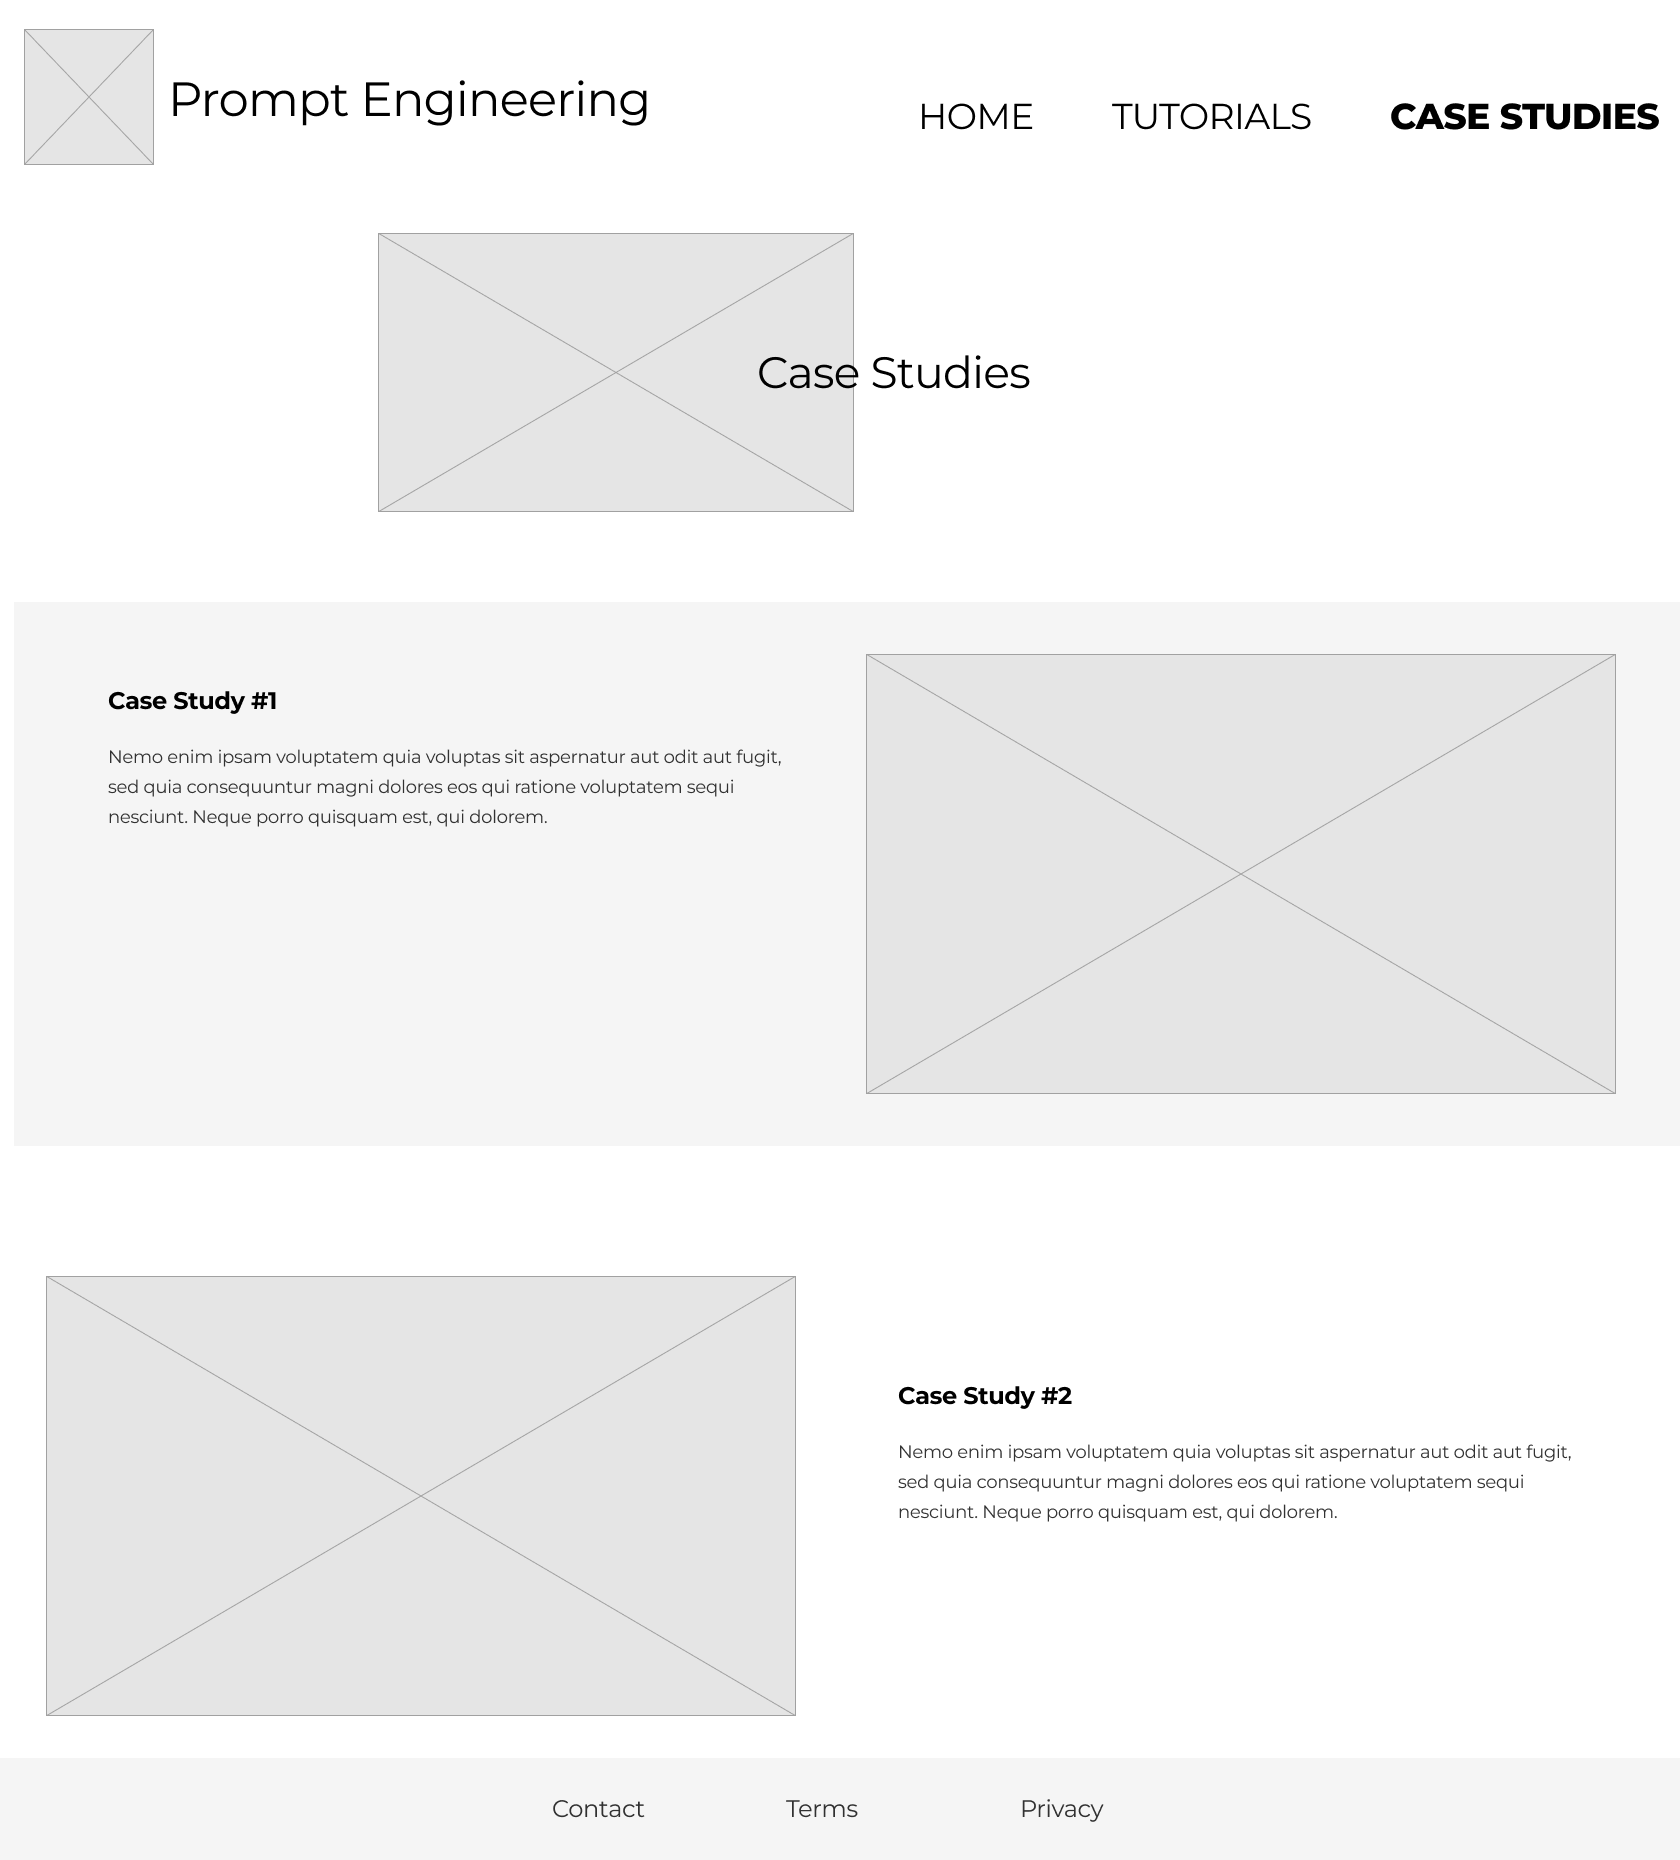 Prompt Engineering
HOME TUTORIALS CASE STUDIES
Case Studies
Case Study #1
Nemo enim ipsam voluptatem quia voluptas sit aspernatur aut odit aut fugit,
sed quia consequuntur magni dolores eos qui ratione voluptatem sequi
nesciunt. Neque porro quisquam est, qui dolorem.
Case Study #2
Nemo enim ipsam voluptatem quia voluptas sit aspernatur aut odit aut fugit,
sed quia consequuntur magni dolores eos qui ratione voluptatem sequi
nesciunt. Neque porro quisquam est, qui dolorem.
Contact Terms Privacy